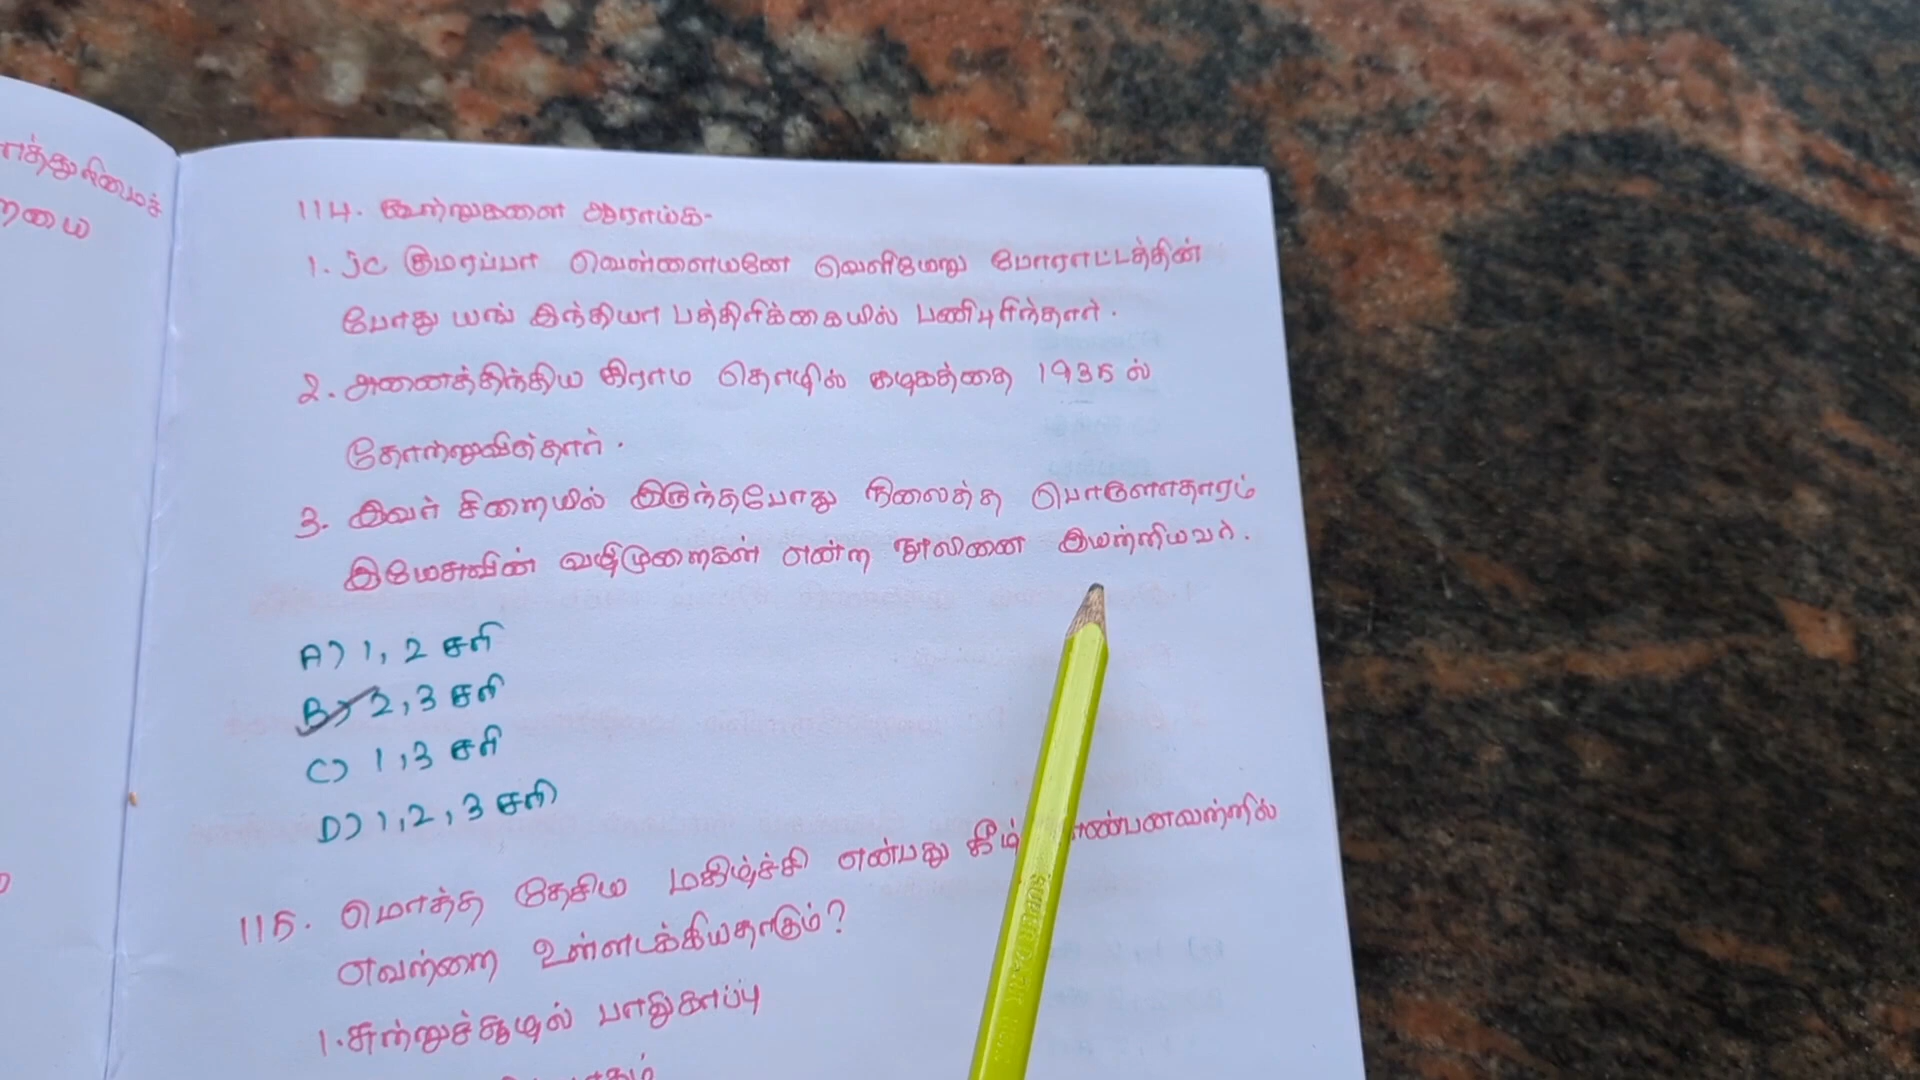 ாத்துரிமைச்
றமை
114. கூற்றுகளை ஆராய்க-
1. JC குமரப்பா வெள்ளையனே வெளியேறு போராட்டத்தின்
போது யங் இந்தியா பத்திரிக்கையில் பணிபுரிந்தார்.
2. அனைத்திந்திய கிராம தொழில் கழகத்தை 1935 ல்
தோற்றுவித்தார்.
3. இவர் சிறையில் இருந்தபோது நிலைத்த பொருளாதாரம்
இயேசுவின் வழிமுறைகள் என்ற நூலினை இயற்றியவர்.
A) 1, 2 சரி
B) 2, 3 சரி
C) 1, 3 சரி
D) 1, 2, 3 சரி
115. மொத்த தேசிய மகிழ்ச்சி என்பது கீழ் காண்பனவற்றில்
எவற்றை உள்ளடக்கியதாகும்?
1. சுற்றுச்சூழல் பாதுகாப்பு